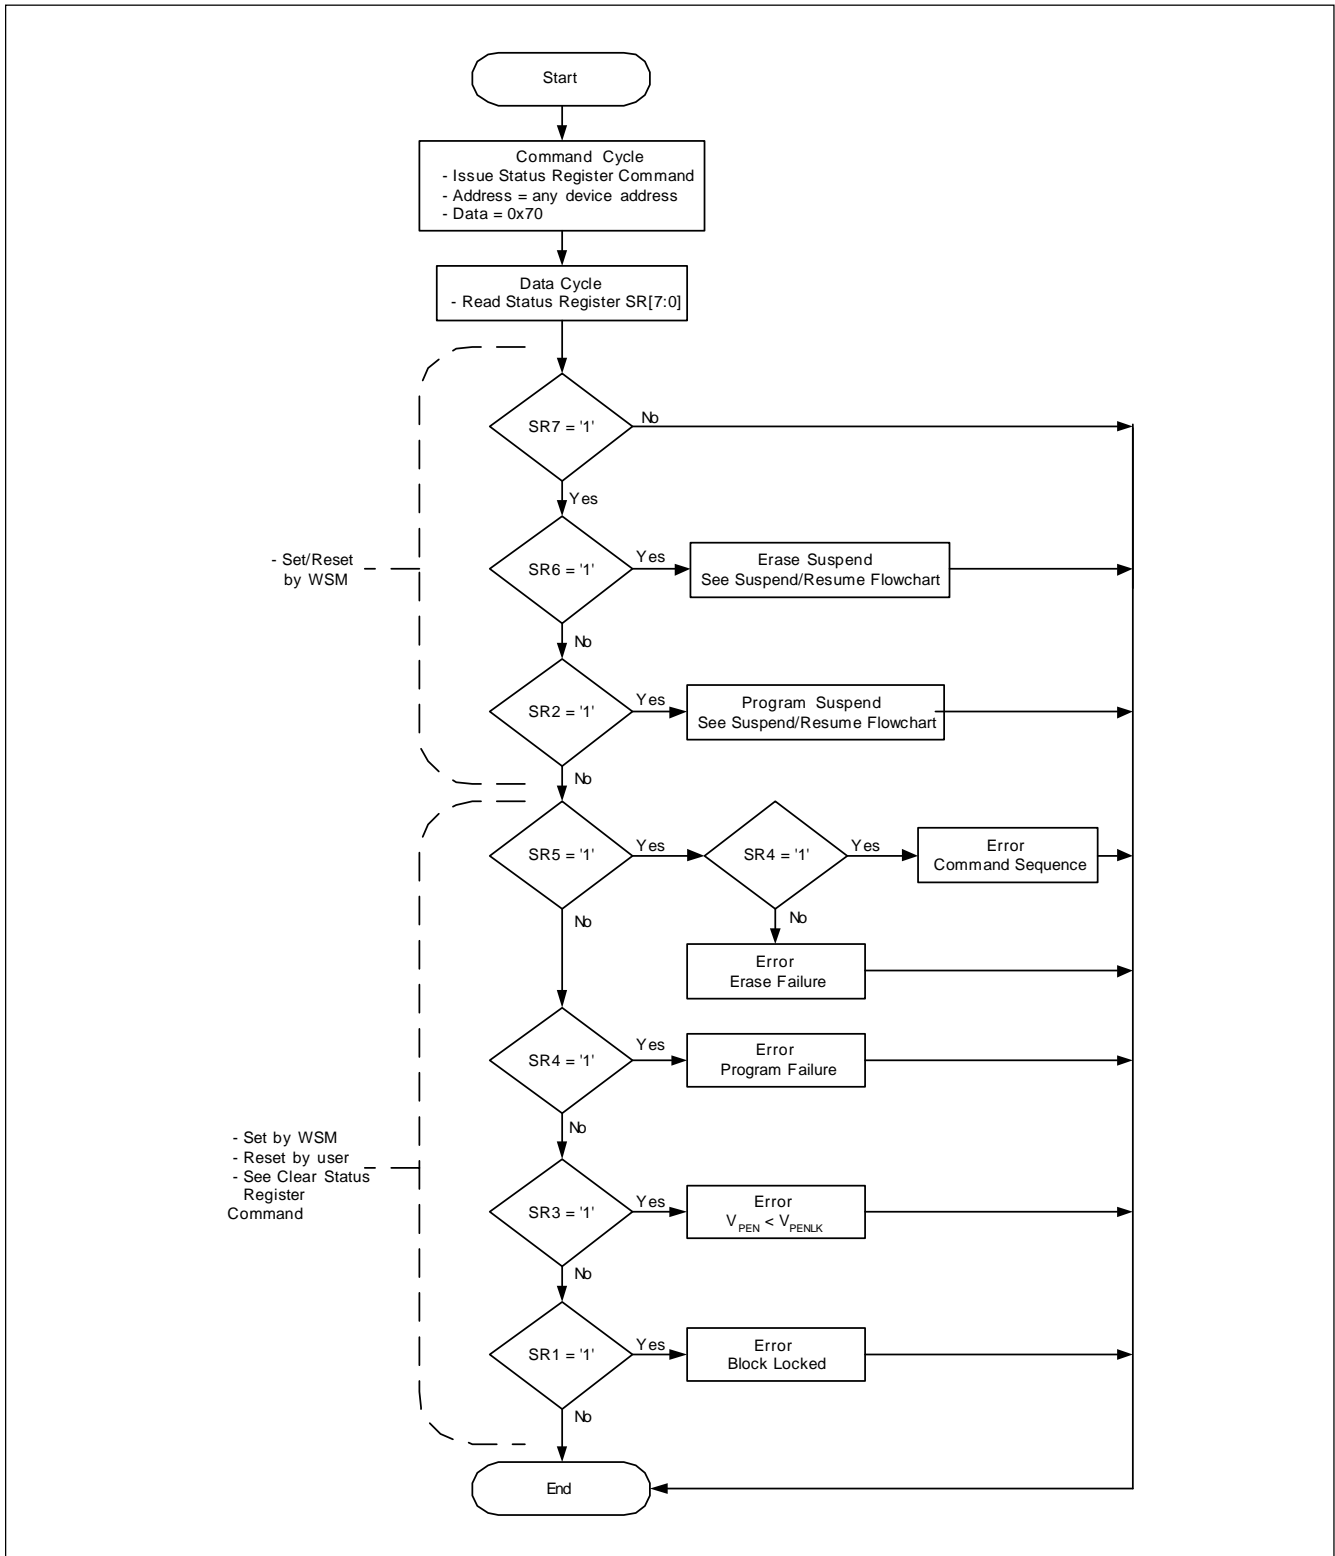 Start
Command Cycle
- Issue Status Register Command
- Address = any device address
- Data = 0x70
Data Cycle
- Read Status Register SR[7:0]
SR7 = '1'
No
Yes
- Set/Reset
by WSM
SR6 = '1'
Yes
Erase Suspend
See Suspend/Resume Flowchart
No
SR2 = '1'
Yes
Program Suspend
See Suspend/Resume Flowchart
No
SR5 = '1'
Yes
SR4 = '1'
Yes
Error
Command Sequence
No
No
Error
Erase Failure
SR4 = '1'
Yes
Error
Program Failure
No
- Set by WSM
- Reset by user
- See Clear Status
Register
Command
SR3 = '1'
Yes
Error
VPEN < VPENLK
No
SR1 = '1'
Yes
Error
Block Locked
No
End